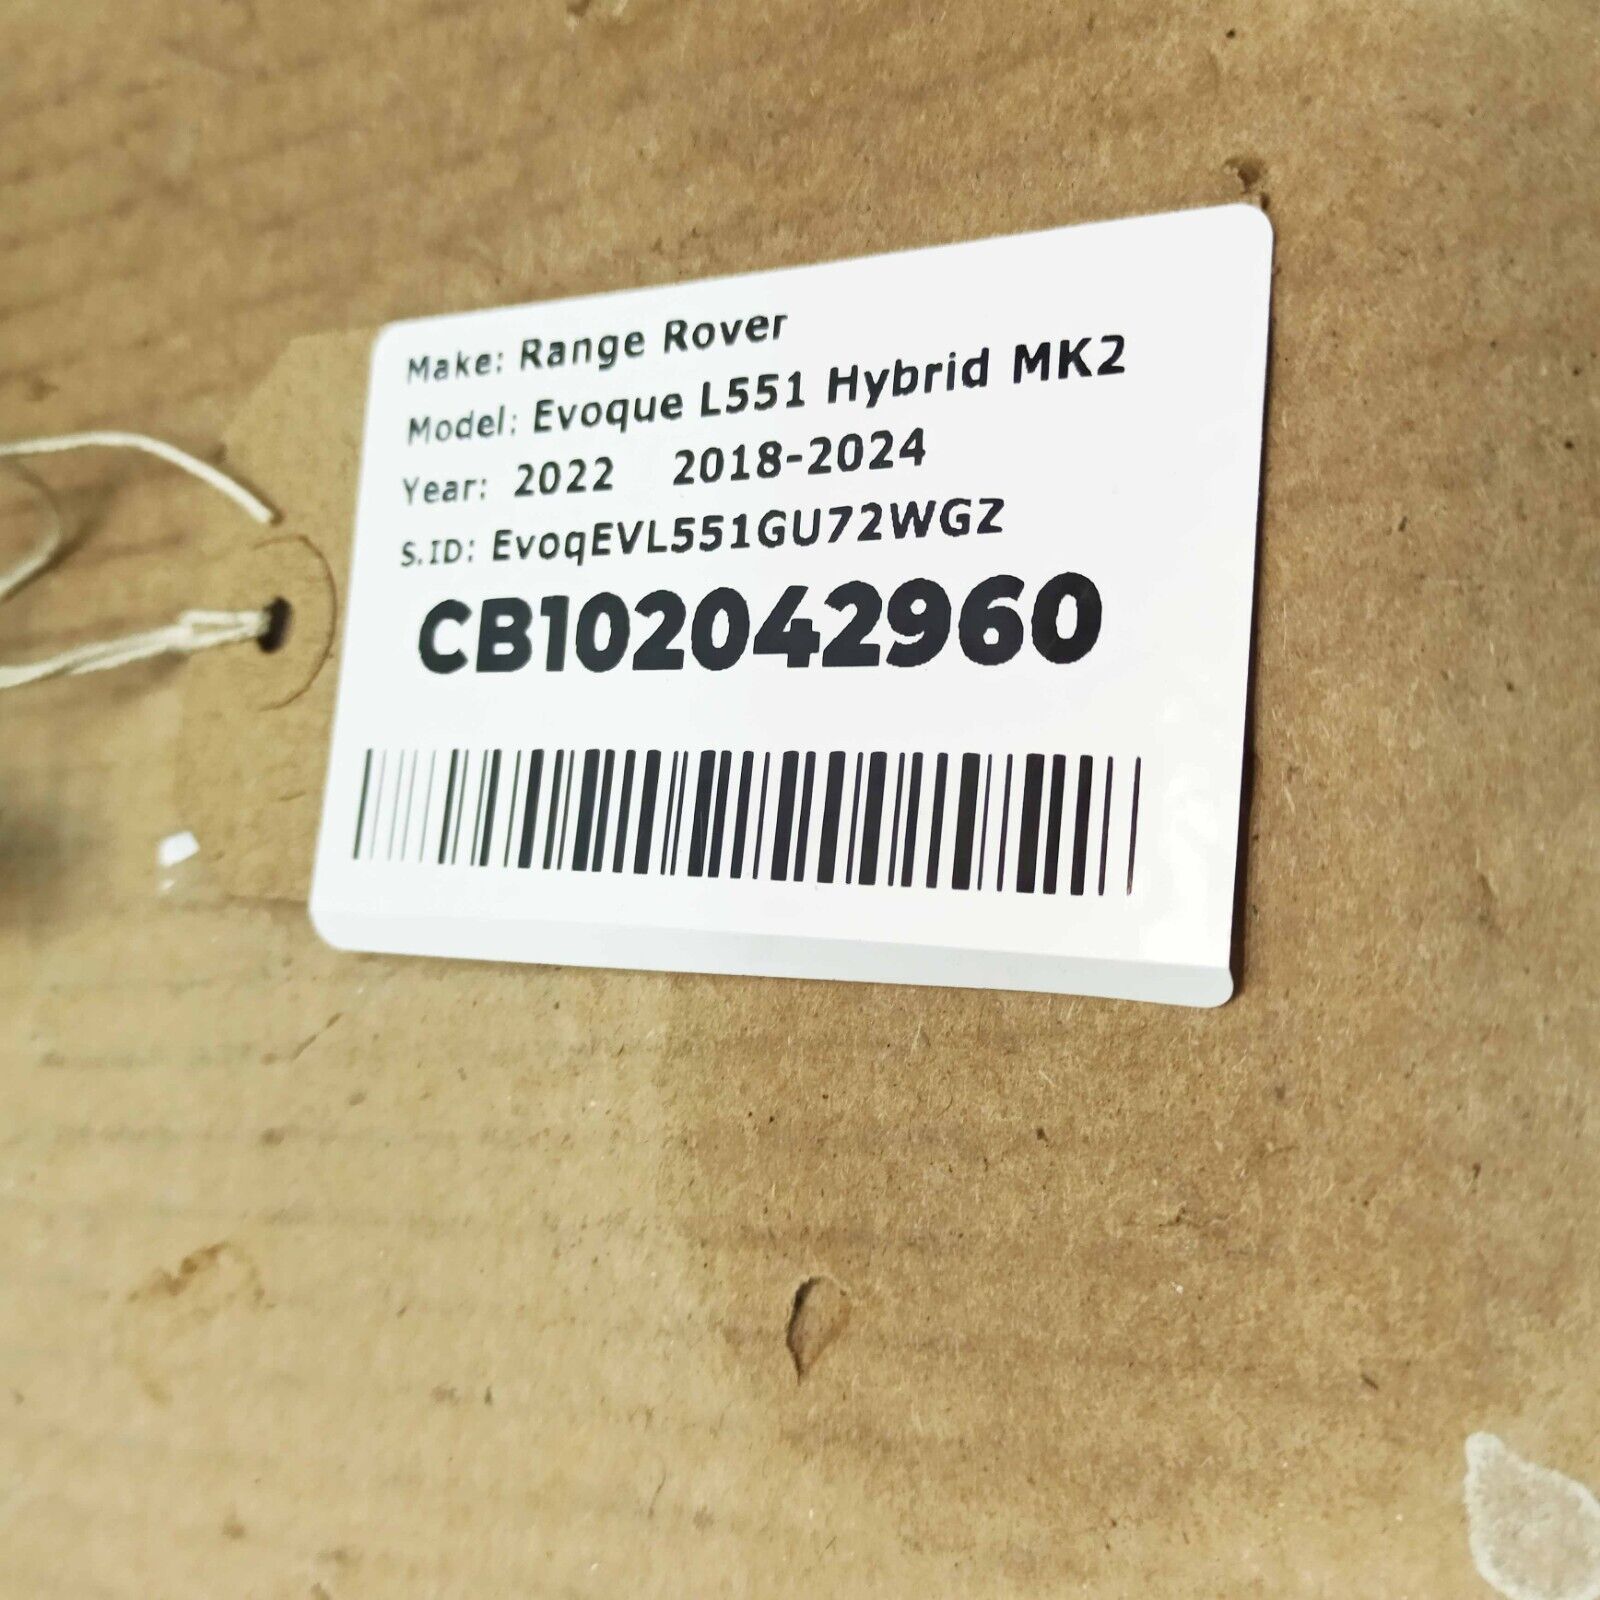 Make: Range Rover
Model: Evoque L551 Hybrid MK2
Year: 2022 2018-2024
S.ID: EvoqEVL551GU72WGZ
CB102042960